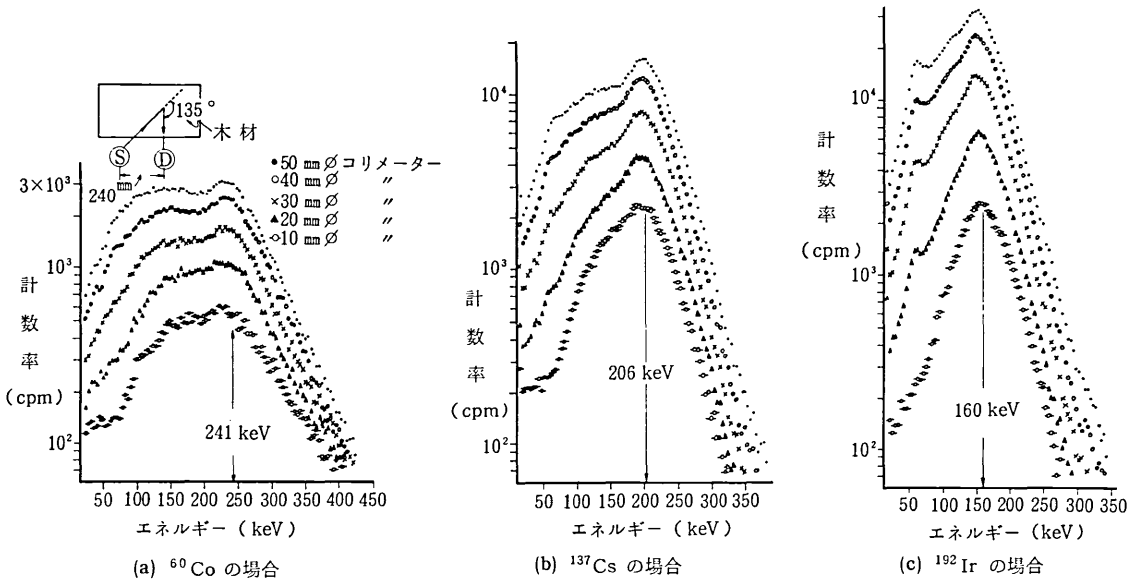 135°
木材
Ⓢ
Ⓓ
240 mm
• 50 mm ∅ コリメーター
○ 40 mm ∅ 〃
× 30 mm ∅ 〃
▲ 20 mm ∅ 〃
◇ 10 mm ∅ 〃
3×10³
10³
10²
計数率
(cpm)
241 keV
50 100 150 200 250 300 350 400 450
エネルギー (keV)
(a) ⁶⁰Co の場合
10⁴
10³
10²
計数率
(cpm)
206 keV
50 100 150 200 250 300 350
エネルギー (keV)
(b) ¹³⁷Cs の場合
10⁴
10³
10²
計数率
(cpm)
160 keV
50 100 150 200 250 300 350
エネルギー (keV)
(c) ¹⁹²Ir の場合